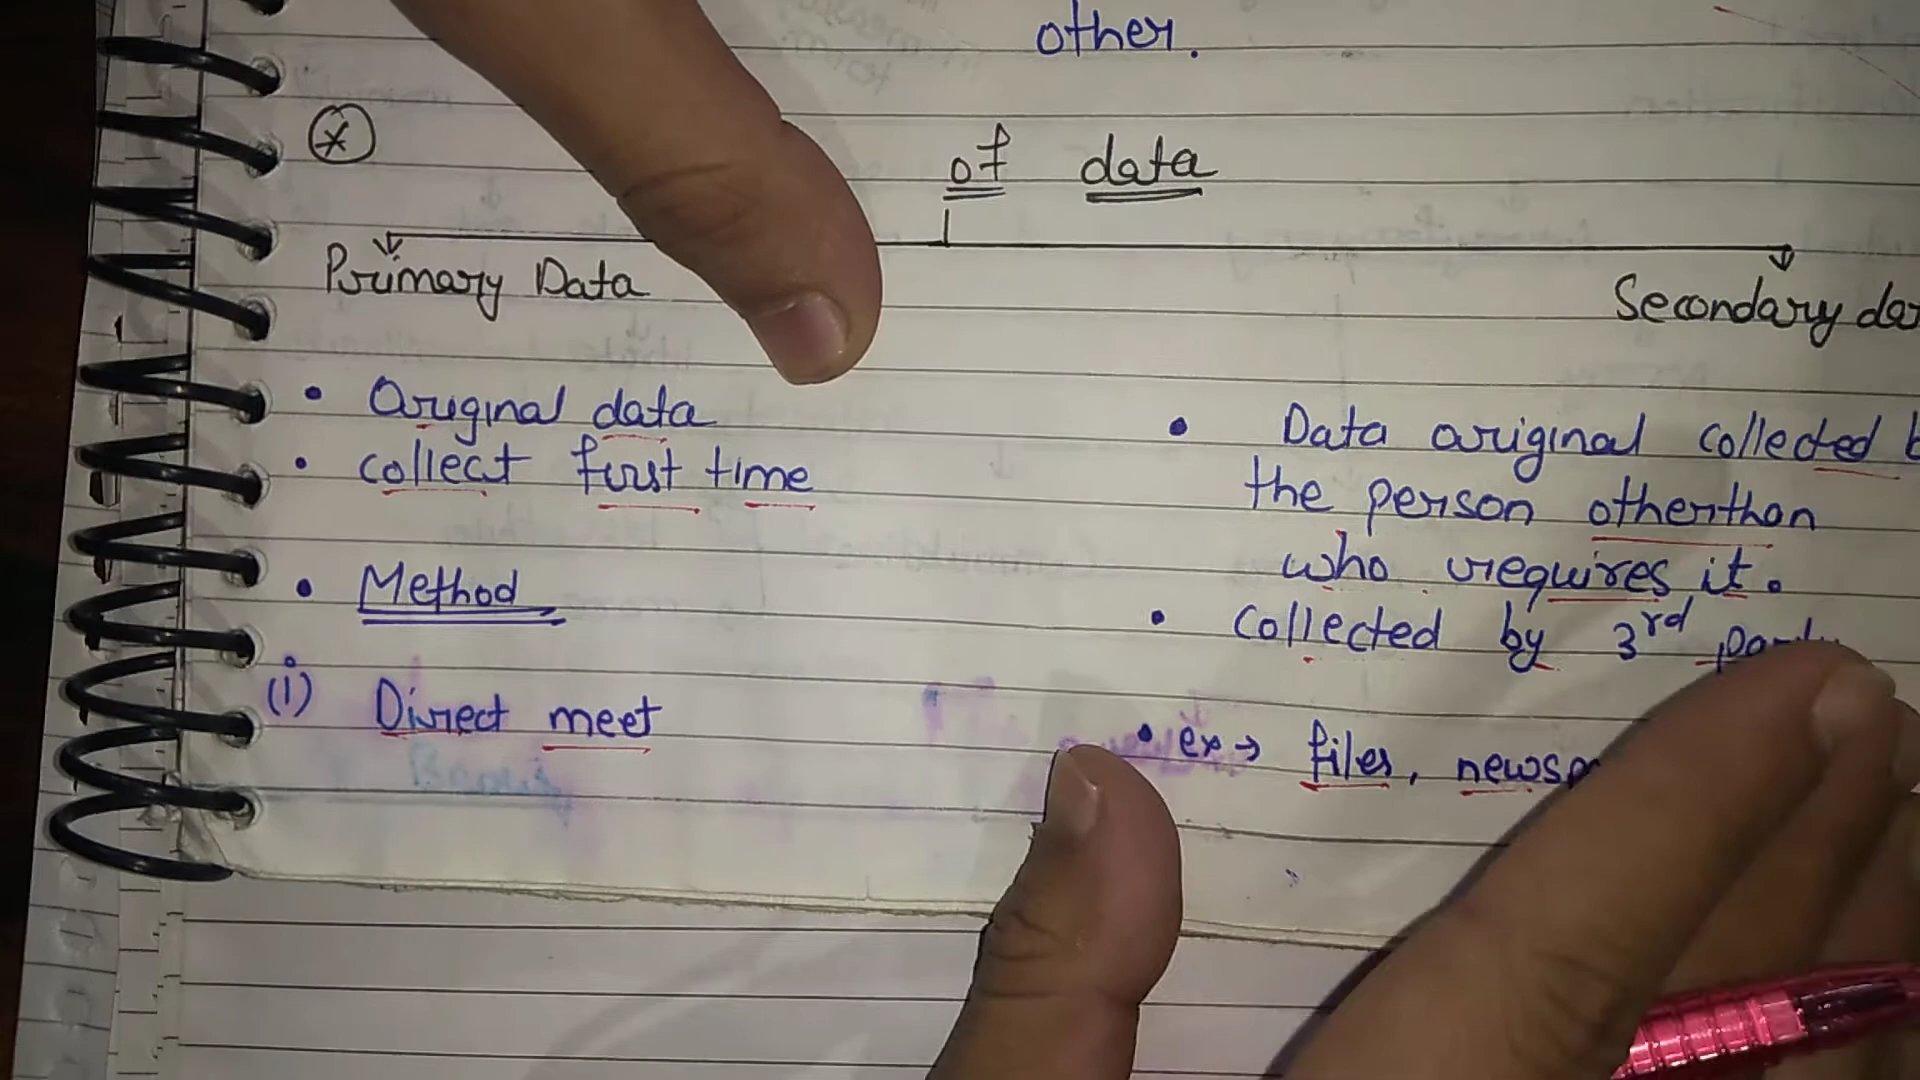 other.
of data
Primary Data
Secondary
• Original data
• collect first time
• Method
(i) Direct meet
• Data original collected
the person otherthan
who requires it.
• Collected by 3rd
• ex → files,